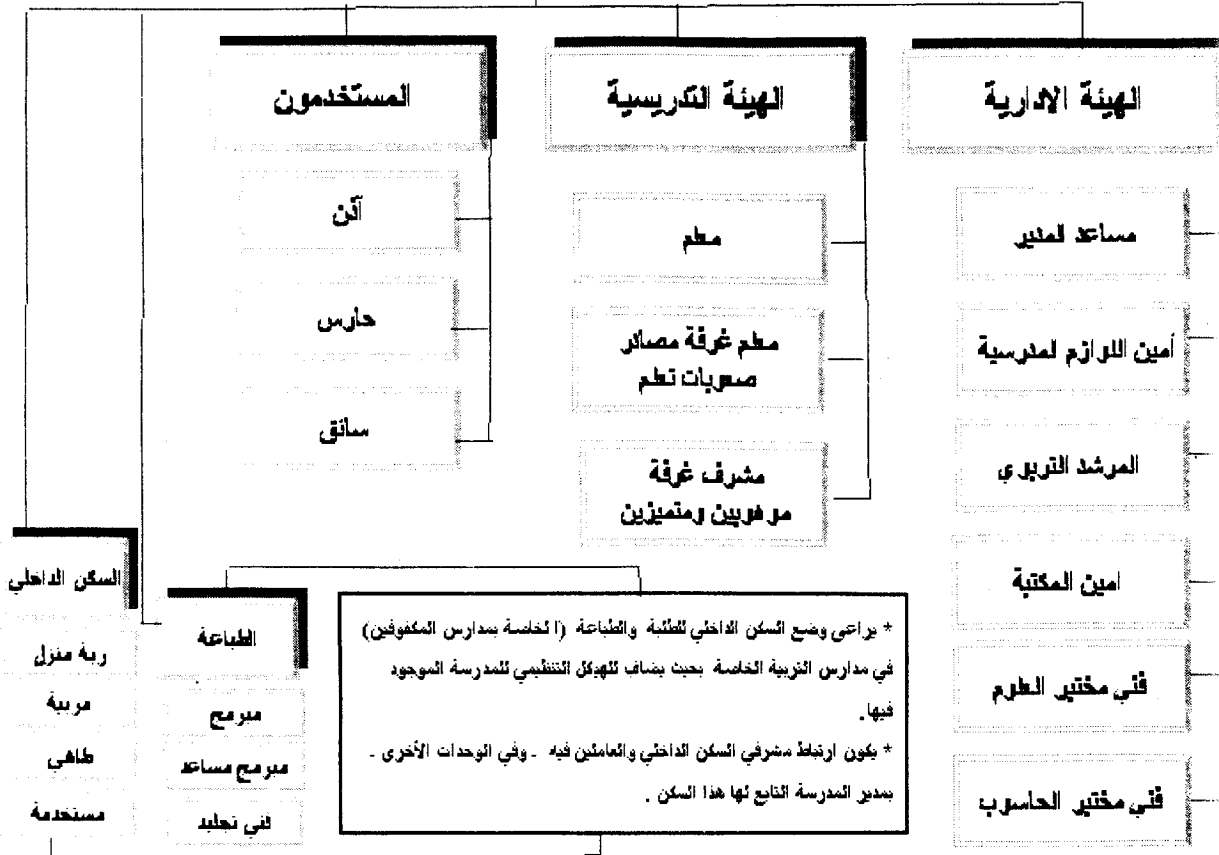 الهيئة الادارية
مساعد المدير
أمين اللوازم المدرسية
المرشد التربوي
امين المكتبة
فني مختبر العلوم
فني مختبر الحاسوب
الهيئة التدريسية
معلم
معلم غرفة مصادر
صعوبات تعلم
مشرف غرفة
موهوبين ومتميزين
المستخدمون
آذن
حارس
سائق
الطباعة
مبرمج
مبرمج مساعد
فني تجليد
السكن الداخلي
ربة منزل
مربية
طاهي
مستخدمة
* يراعى وضع السكن الداخلي للطلبة والطباعة (الخاصة بمدارس المكفوفين)
في مدارس التربية الخاصة بحيث يضاف للهيكل التنظيمي للمدرسة الموجود
فيها.
* يكون ارتباط مشرفي السكن الداخلي والعاملين فيه - وفي الوحدات الأخرى -
بمدير المدرسة التابع لها هذا السكن .